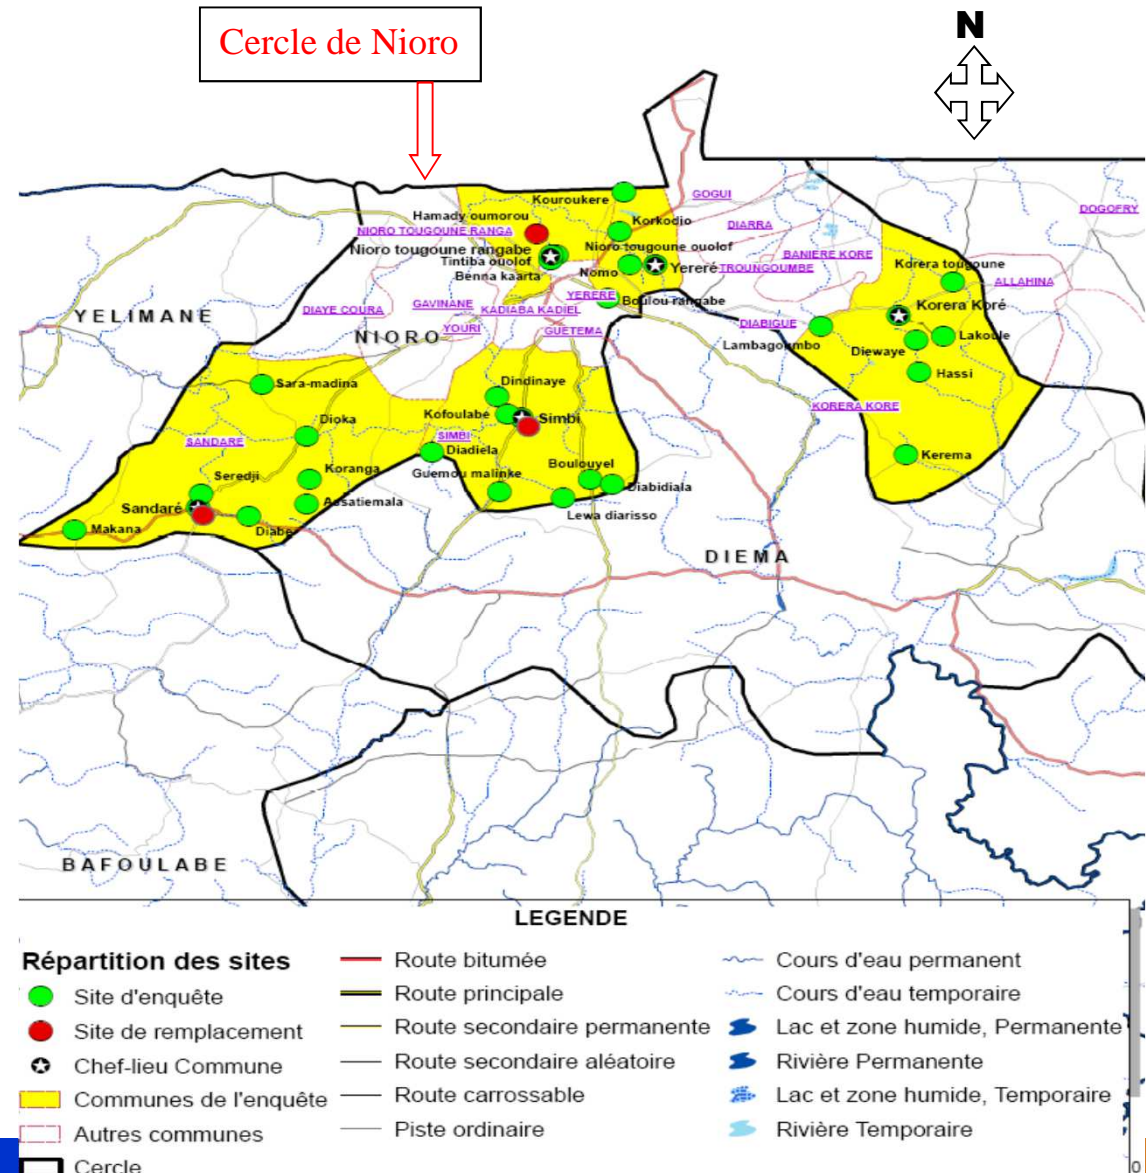 Cercle de Nioro
N
GOGUI
DOGOFRY
Kouroukere
Hamady oumorou
Korkodio
DIARRA
NIORO TOUGOUNE RANGA
Nioro tougoune rangabe
Nioro tougoune ouolof
BANIERE KORE
Tintiba ouolof
Nomo
Yereré
TROUNGOUMBE
Korera tougoune
Benna kaarta
ALLAHINA
YERERE
GAVINANE
Boulou rangabe
Korera Koré
DIAYE COURA
KADIABA KADIEL
YELIMANE
DIABIGUE
NIORO
YOURI
GUETEMA
Lambagoumbo
Diewaye
Lakoule
Hassi
Sara-madina
Dindinaye
Kofoulabé
Simbi
KORERA KORE
Dioka
SANDARE
SIMBI
Diadiela
Kerema
Seredji
Koranga
Guemou malinke
Boulouyel
Diabidiala
Sandaré
Assatiemala
Lewa diarisso
Makana
Diabe
DIEMA
BAFOULABE
LEGENDE
Répartition des sites
Site d'enquête
Site de remplacement
Chef-lieu Commune
Communes de l'enquête
Autres communes
Cercle
Route bitumée
Route principale
Route secondaire permanente
Route secondaire aléatoire
Route carrossable
Piste ordinaire
Cours d'eau permanent
Cours d'eau temporaire
Lac et zone humide, Permanente
Rivière Permanente
Lac et zone humide, Temporaire
Rivière Temporaire
0